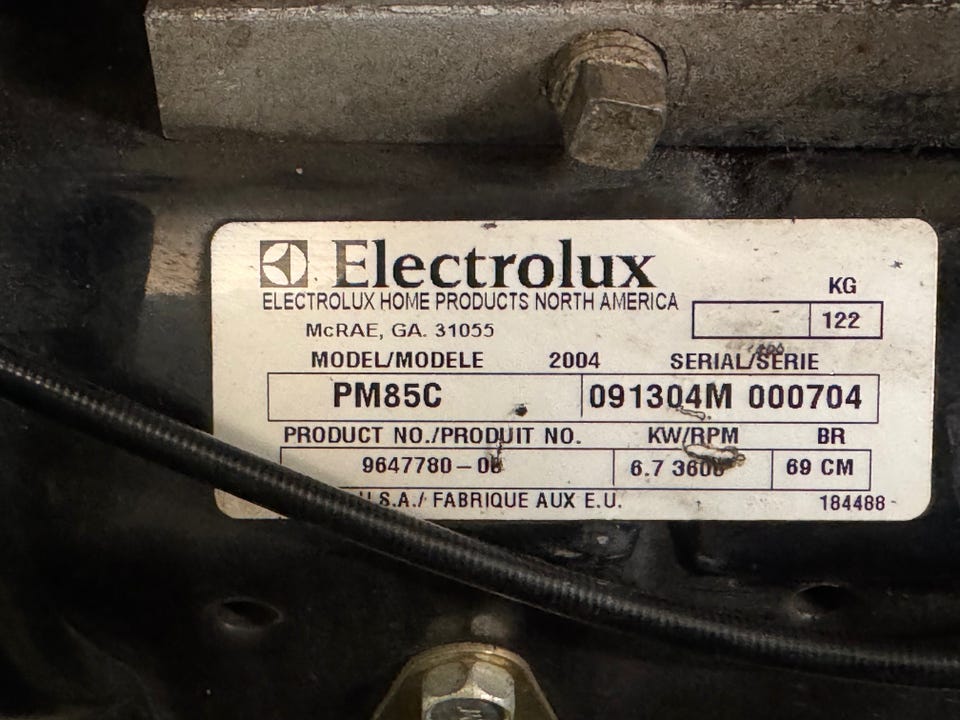 Electrolux
ELECTROLUX HOME PRODUCTS NORTH AMERICA
McRAE, GA. 31055
KG
122
MODEL/MODELE 2004 SERIAL/SERIE
PM85C 091304M 000704
PRODUCT NO./PRODUIT NO. KW/RPM BR
6.7 3600 69 CM
U.S.A./ FABRIQUE AUX E.U. 184488